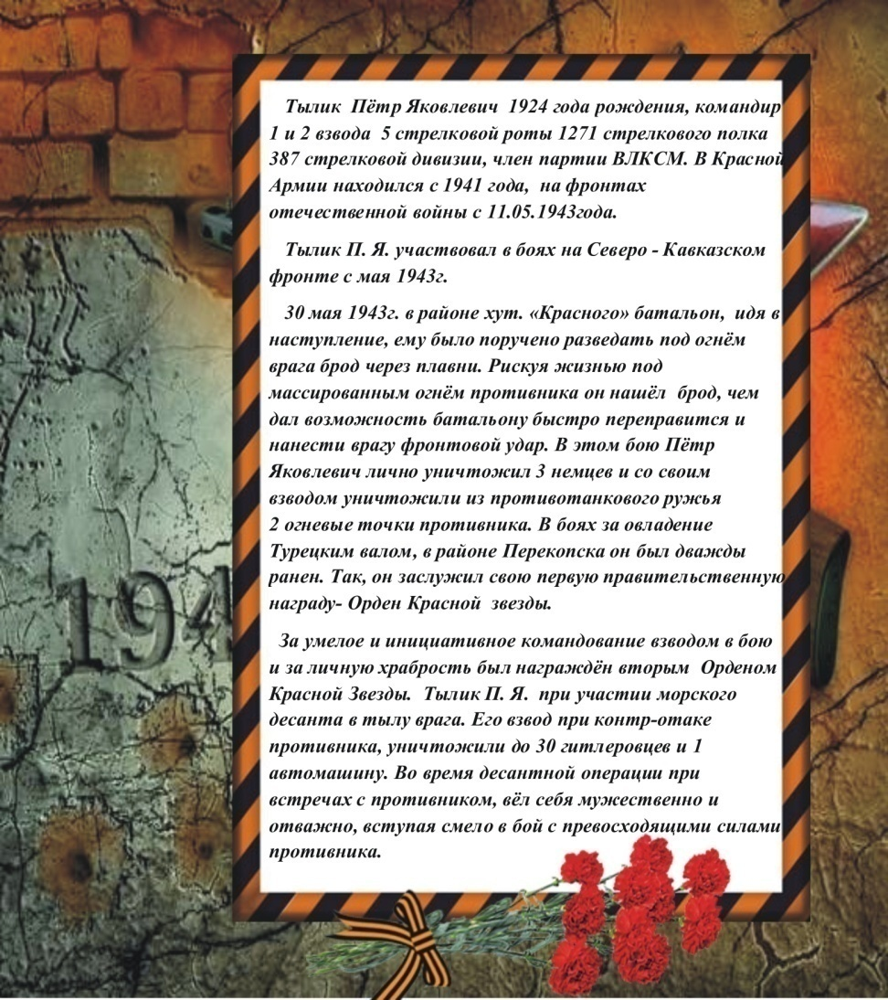 Тылик Пётр Яковлевич 1924 года рождения, командир
1 и 2 взвода 5 стрелковой роты 1271 стрелкового полка
387 стрелковой дивизии, член партии ВЛКСМ. В Красной
Армии находился с 1941 года, на фронтах
отечественной войны с 11.05.1943года.
Тылик П. Я. участвовал в боях на Северо - Кавказском
фронте с мая 1943г.
30 мая 1943г. в районе хут. «Красного» батальон, идя в
наступление, ему было поручено разведать под огнём
врага брод через плавни. Рискуя жизнью под
массированным огнём противника он нашёл брод, чем
дал возможность батальону быстро переправится и
нанести врагу фронтовой удар. В этом бою Пётр
Яковлевич лично уничтожил 3 немцев и со своим
взводом уничтожили из противотанкового ружья
2 огневые точки противника. В боях за овладение
Турецким валом, в районе Перекопска он был дважды
ранен. Так, он заслужил свою первую правительственную
награду- Орден Красной звезды.
За умелое и инициативное командование взводом в бою
и за личную храбрость был награждён вторым Орденом
Красной Звезды. Тылик П. Я. при участии морского
десанта в тылу врага. Его взвод при контр-отаке
противника, уничтожили до 30 гитлеровцев и 1
автомашину. Во время десантной операции при
встречах с противником, вёл себя мужественно и
отважно, вступая смело в бой с превосходящими силами
противника.
194